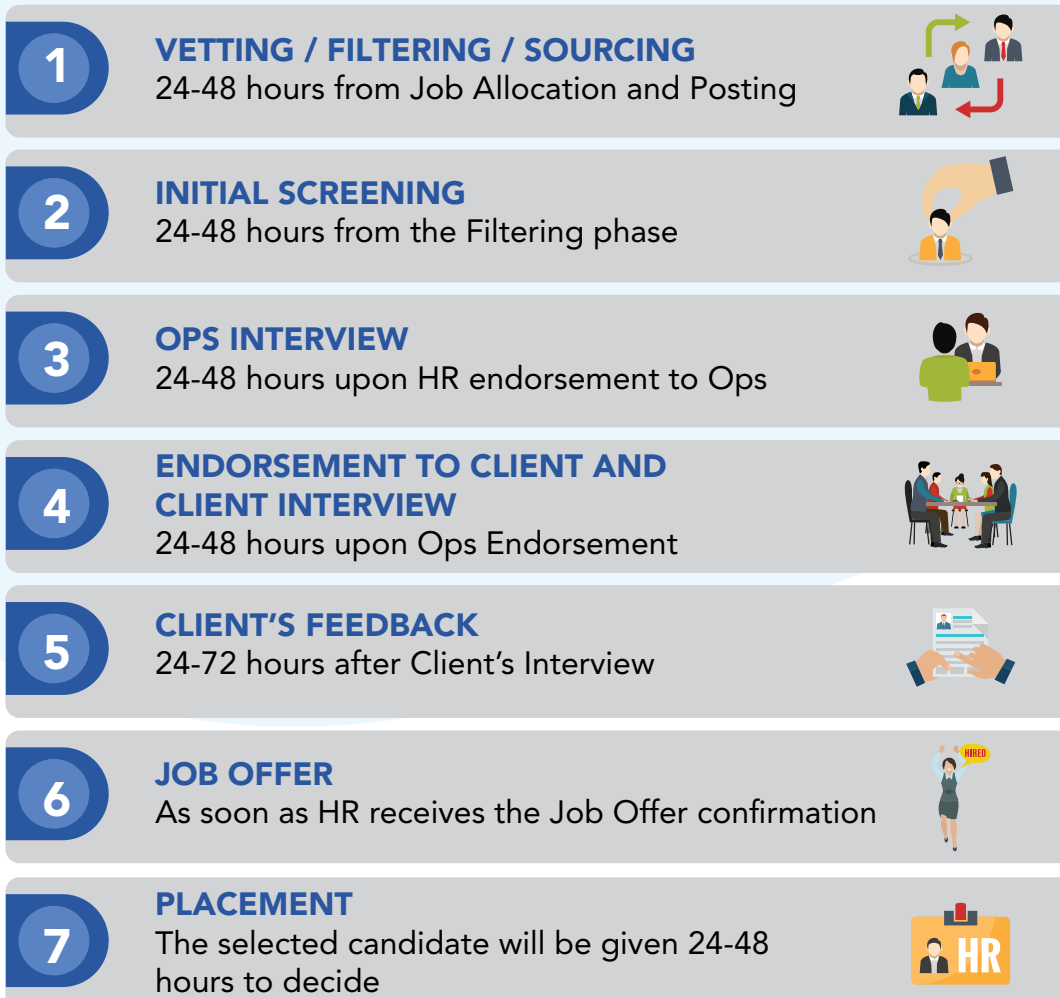 1
VETTING / FILTERING / SOURCING
24-48 hours from Job Allocation and Posting
2
INITIAL SCREENING
24-48 hours from the Filtering phase
3
OPS INTERVIEW
24-48 hours upon HR endorsement to Ops
4
ENDORSEMENT TO CLIENT AND
CLIENT INTERVIEW
24-48 hours upon Ops Endorsement
5
CLIENT’S FEEDBACK
24-72 hours after Client’s Interview
6
JOB OFFER
As soon as HR receives the Job Offer confirmation
HIRED
7
PLACEMENT
The selected candidate will be given 24-48
hours to decide
HR